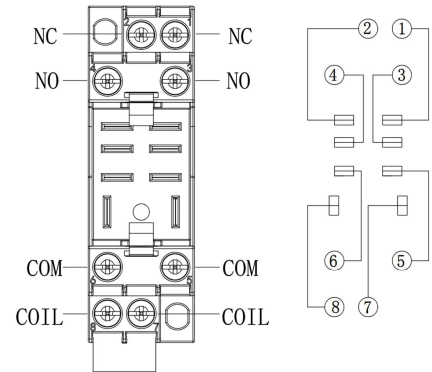 NC NC ② ①
NO NO ④ ③
COM COM ⑥ ⑤
COIL COIL ⑧ ⑦